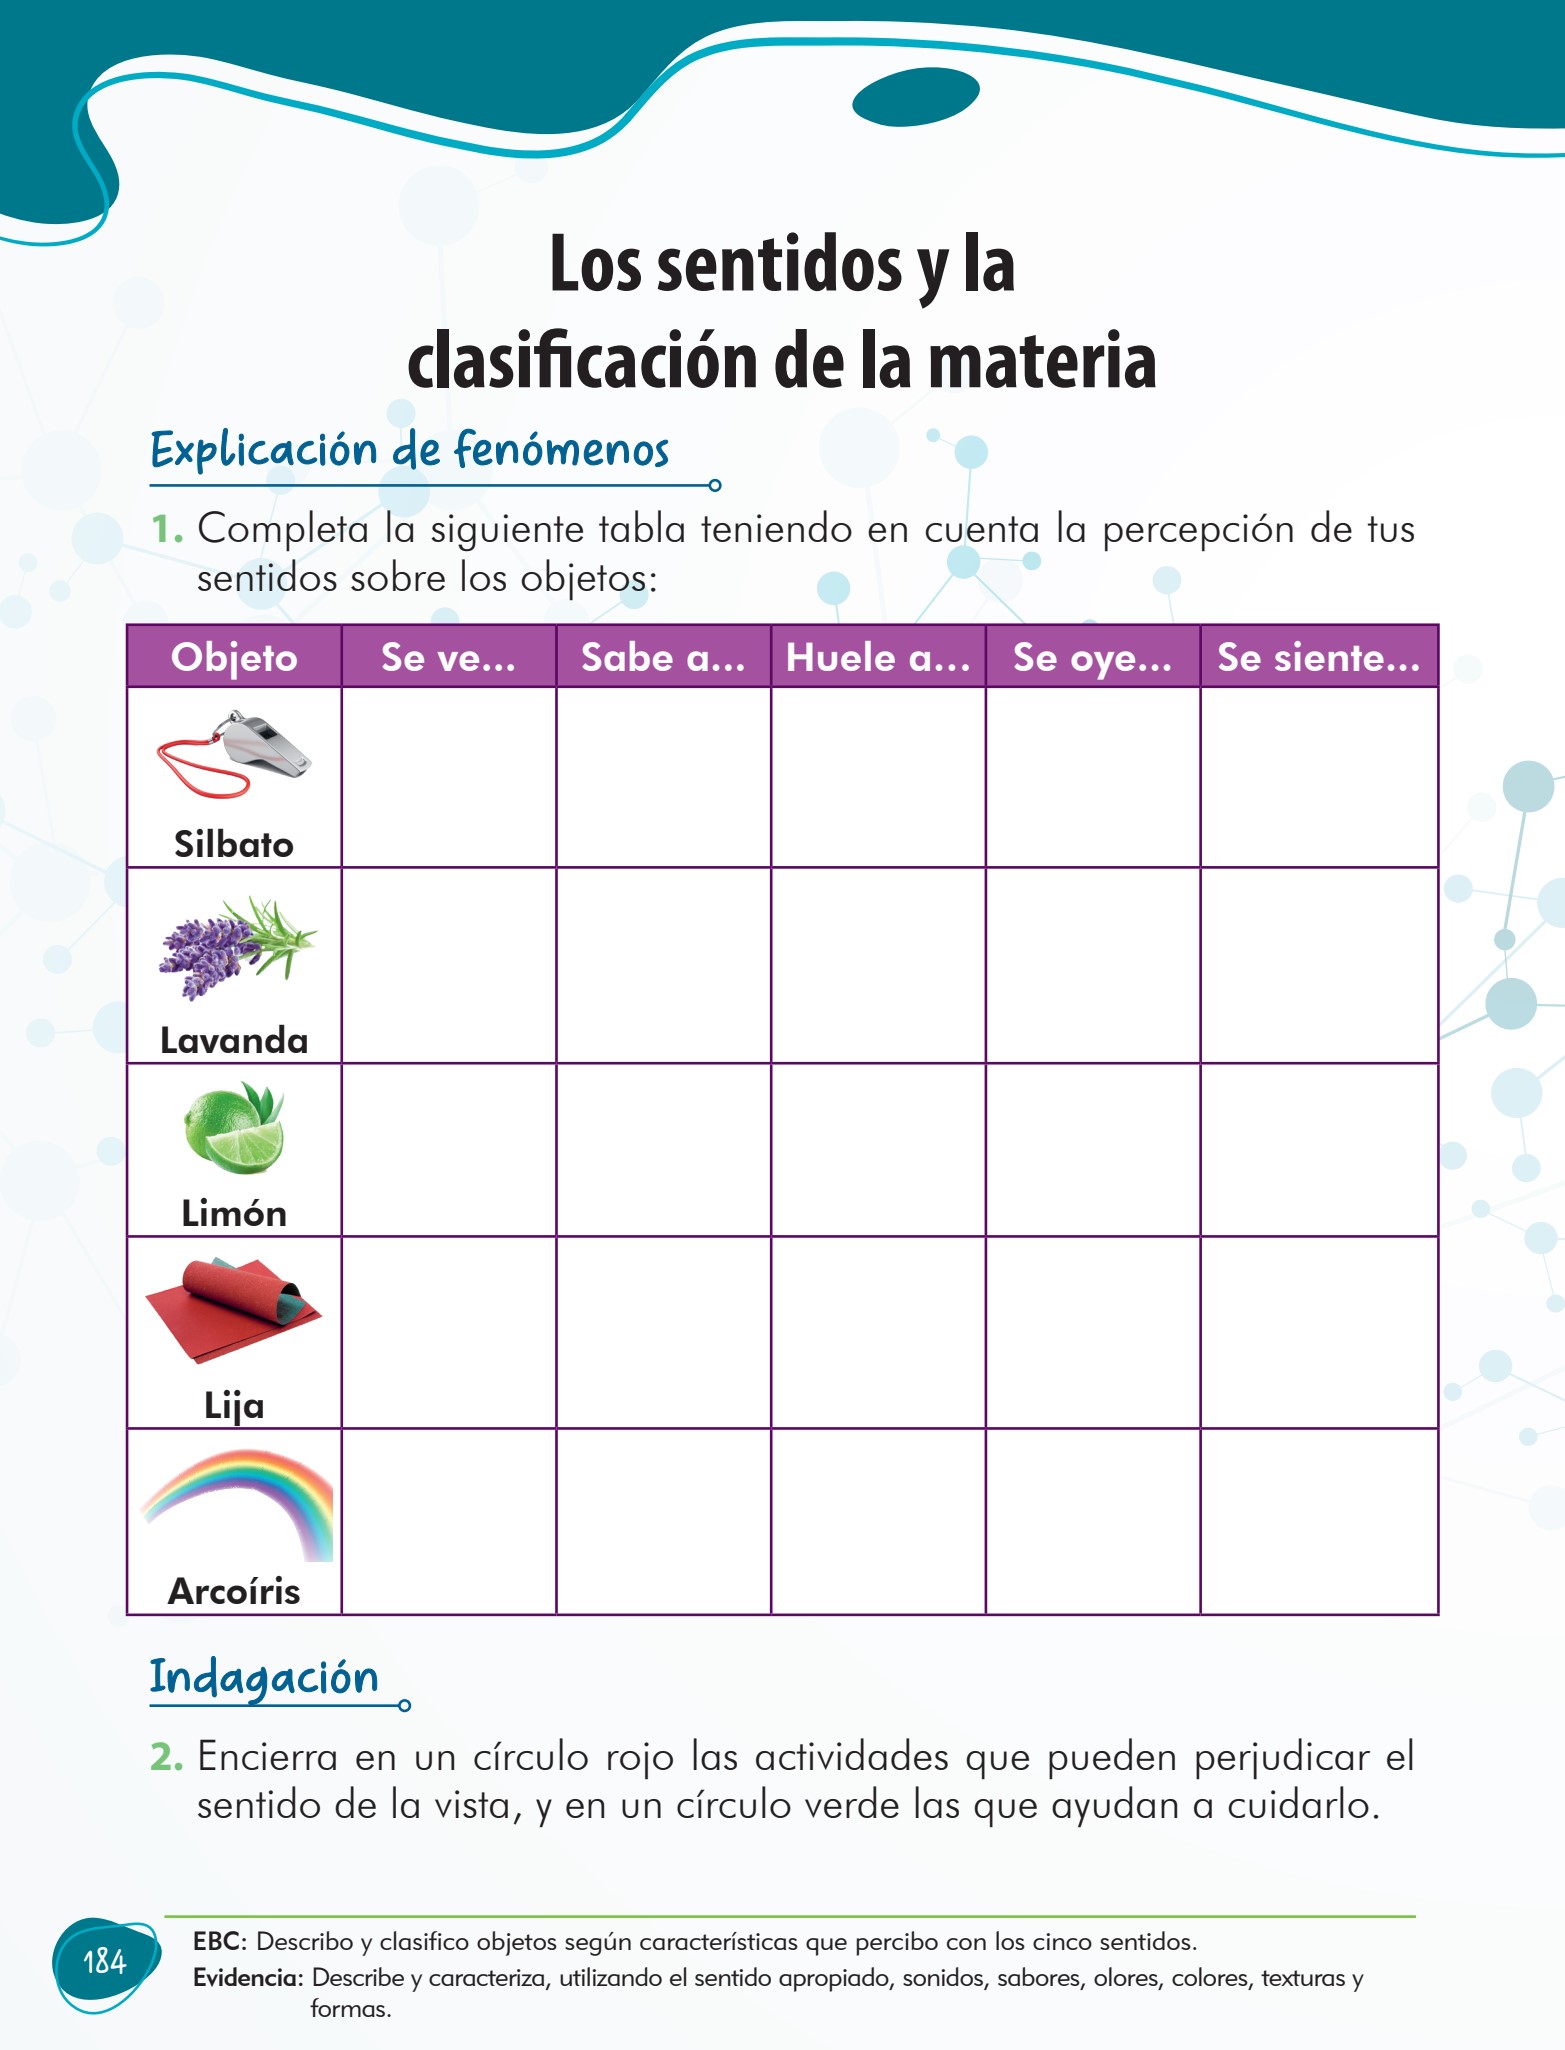 Los sentidos y la
clasificación de la materia
Explicación de fenómenos
1. Completa la siguiente tabla teniendo en cuenta la percepción de tus
sentidos sobre los objetos:
Objeto Se ve... Sabe a... Huele a... Se oye... Se siente...
Silbato
Lavanda
Limón
Lija
Arcoíris
Indagación
2. Encierra en un círculo rojo las actividades que pueden perjudicar el
sentido de la vista, y en un círculo verde las que ayudan a cuidarlo.
184
EBC: Describo y clasifico objetos según características que percibo con los cinco sentidos.
Evidencia: Describe y caracteriza, utilizando el sentido apropiado, sonidos, sabores, olores, colores, texturas y
formas.